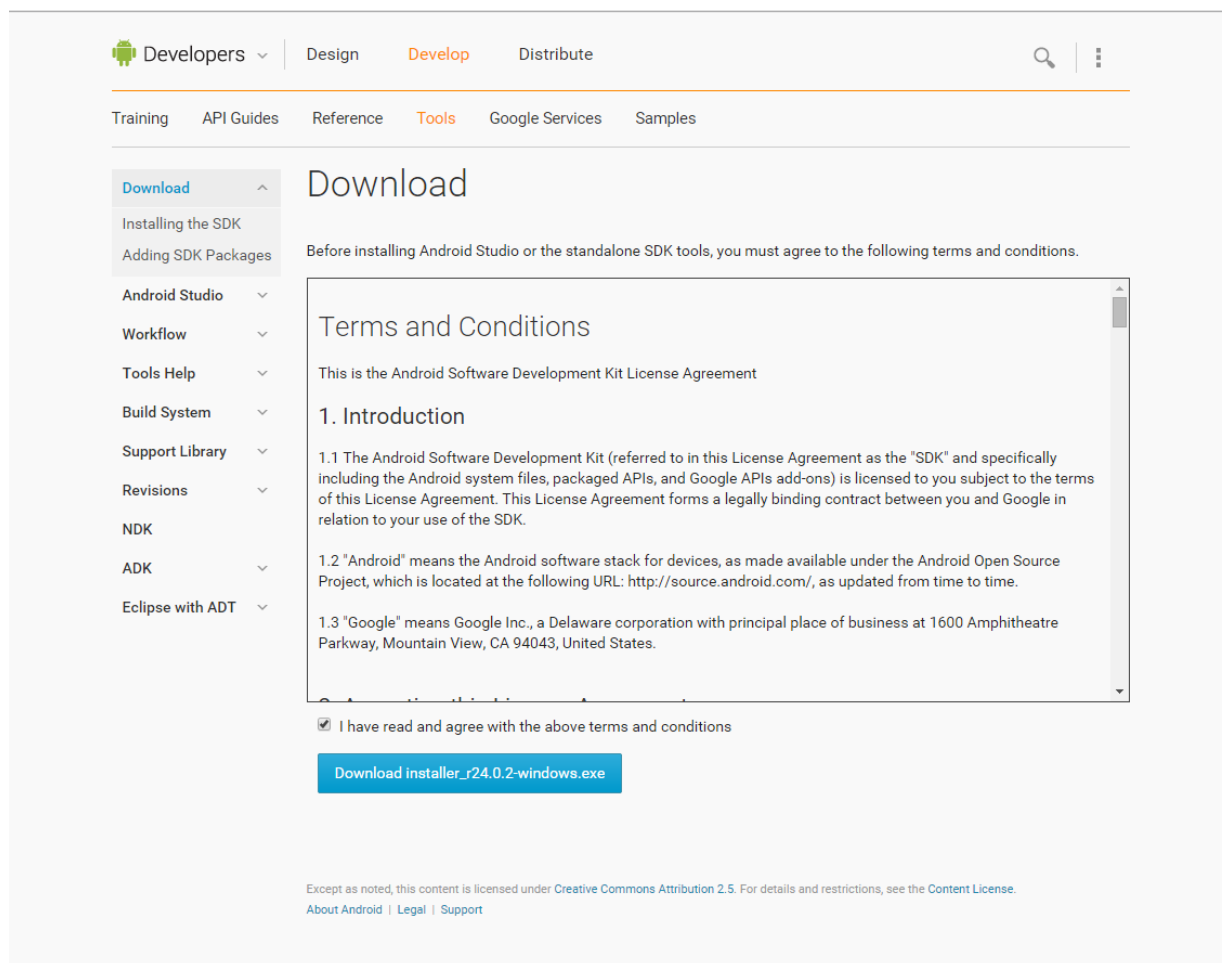 Developers Design Develop Distribute
Training API Guides Reference Tools Google Services Samples
Download
Installing the SDK
Adding SDK Packages
Android Studio
Workflow
Tools Help
Build System
Support Library
Revisions
NDK
ADK
Eclipse with ADT
Download
Before installing Android Studio or the standalone SDK tools, you must agree to the following terms and conditions.
Terms and Conditions
This is the Android Software Development Kit License Agreement
1. Introduction
1.1 The Android Software Development Kit (referred to in this License Agreement as the "SDK" and specifically
including the Android system files, packaged APIs, and Google APIs add-ons) is licensed to you subject to the terms
of this License Agreement. This License Agreement forms a legally binding contract between you and Google in
relation to your use of the SDK.
1.2 "Android" means the Android software stack for devices, as made available under the Android Open Source
Project, which is located at the following URL: http://source.android.com/, as updated from time to time.
1.3 "Google" means Google Inc., a Delaware corporation with principal place of business at 1600 Amphitheatre
Parkway, Mountain View, CA 94043, United States.
I have read and agree with the above terms and conditions
Download installer_r24.0.2-windows.exe
Except as noted, this content is licensed under Creative Commons Attribution 2.5. For details and restrictions, see the Content License.
About Android | Legal | Support